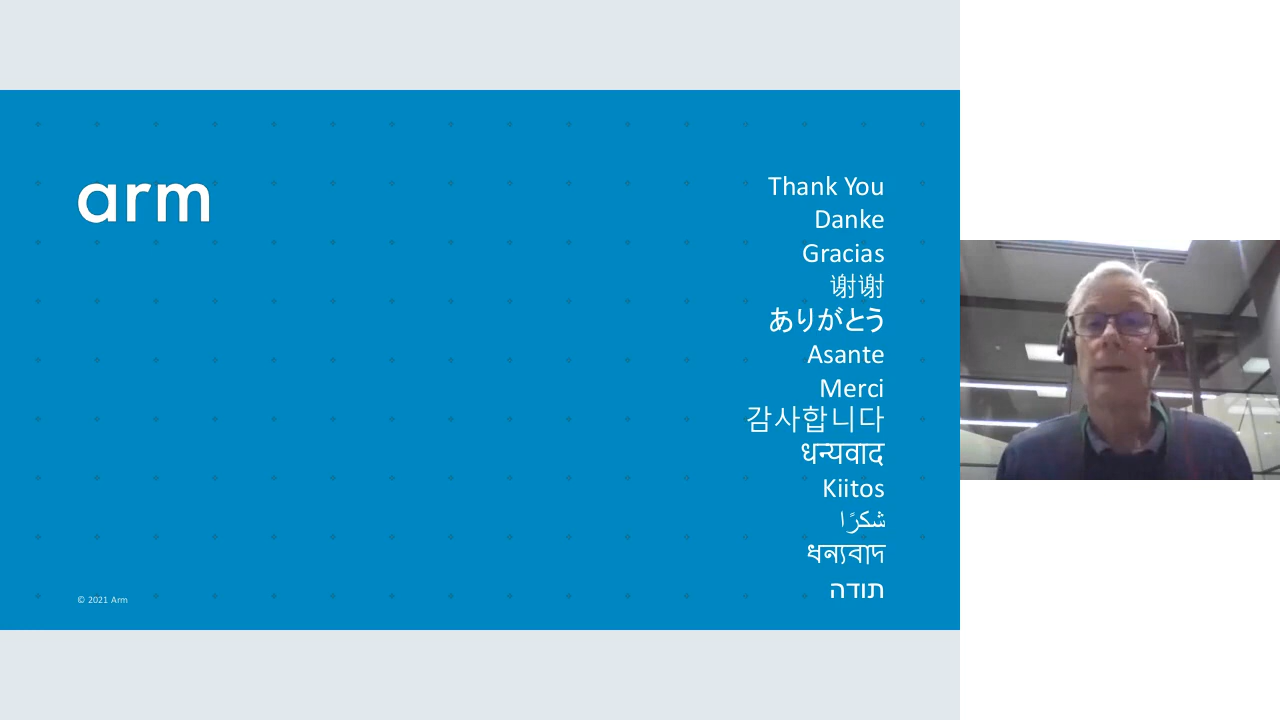 arm
Thank You
Danke
Gracias
谢谢
ありがとう
Asante
Merci
감사합니다
धन्यवाद
Kiitos
شكرًا
ধন্যবাদ
תודה
© 2021 Arm